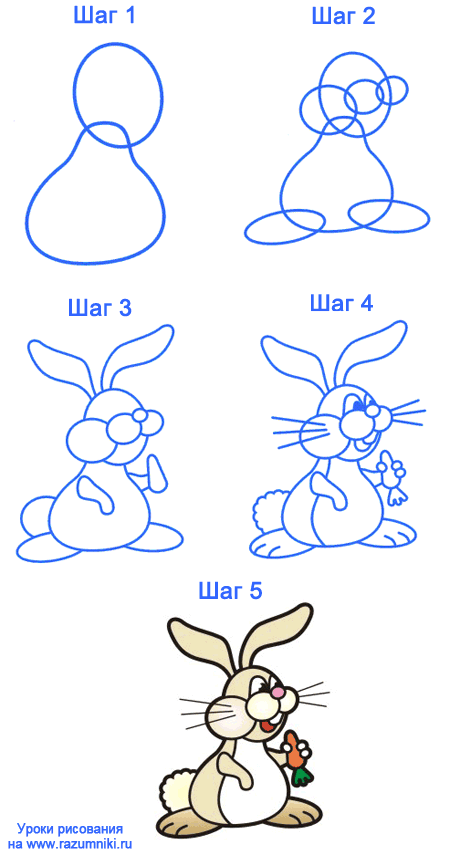 Шаг 1
Шаг 2
Шаг 3
Шаг 4
Шаг 5
Уроки рисования
на www.razumniki.ru